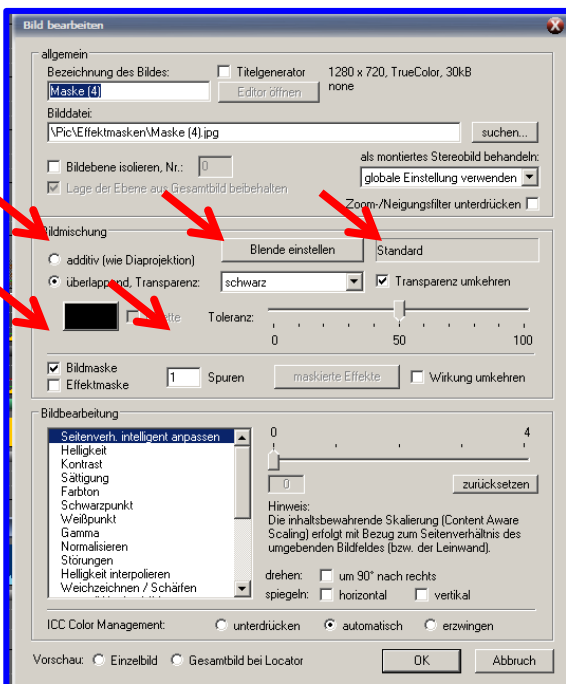 Bild bearbeiten
allgemein
Bezeichnung des Bildes:
Titelgenerator
1280 x 720, TrueColor, 30kB
Maske (4)
Editor öffnen
none
Bilddatei:
\Pic\Effektmasken\Maske (4).jpg
suchen...
als montiertes Stereobild behandeln:
Bildebene isolieren, Nr.: 0
globale Einstellung verwenden
Lage der Ebene aus Gesamtbild beibehalten
Zoom-/Neigungsfilter unterdrücken
Bildmischung
additiv (wie Diaprojektion)
Blende einstellen
Standard
überlappend, Transparenz:
schwarz
Transparenz umkehren
Toleranz:
0 50 100
Bildmaske
Effektmaske
1 Spuren
maskierte Effekte
Wirkung umkehren
Bildbearbeitung
Seitenverh. intelligent anpassen
Helligkeit
Kontrast
Sättigung
Farbton
Schwarzpunkt
Weißpunkt
Gamma
Normalisieren
Störungen
Helligkeit interpolieren
Weichzeichnen / Schärfen
0 4
0
zurücksetzen
Hinweis:
Die inhaltsbewahrende Skalierung (Content Aware
Scaling) erfolgt mit Bezug zum Seitenverhältnis des
umgebenden Bildfeldes (bzw. der Leinwand).
drehen: um 90° nach rechts
spiegeln: horizontal vertikal
ICC Color Management: unterdrücken automatisch erzwingen
Vorschau: Einzelbild Gesamtbild bei Locator
OK
Abbruch